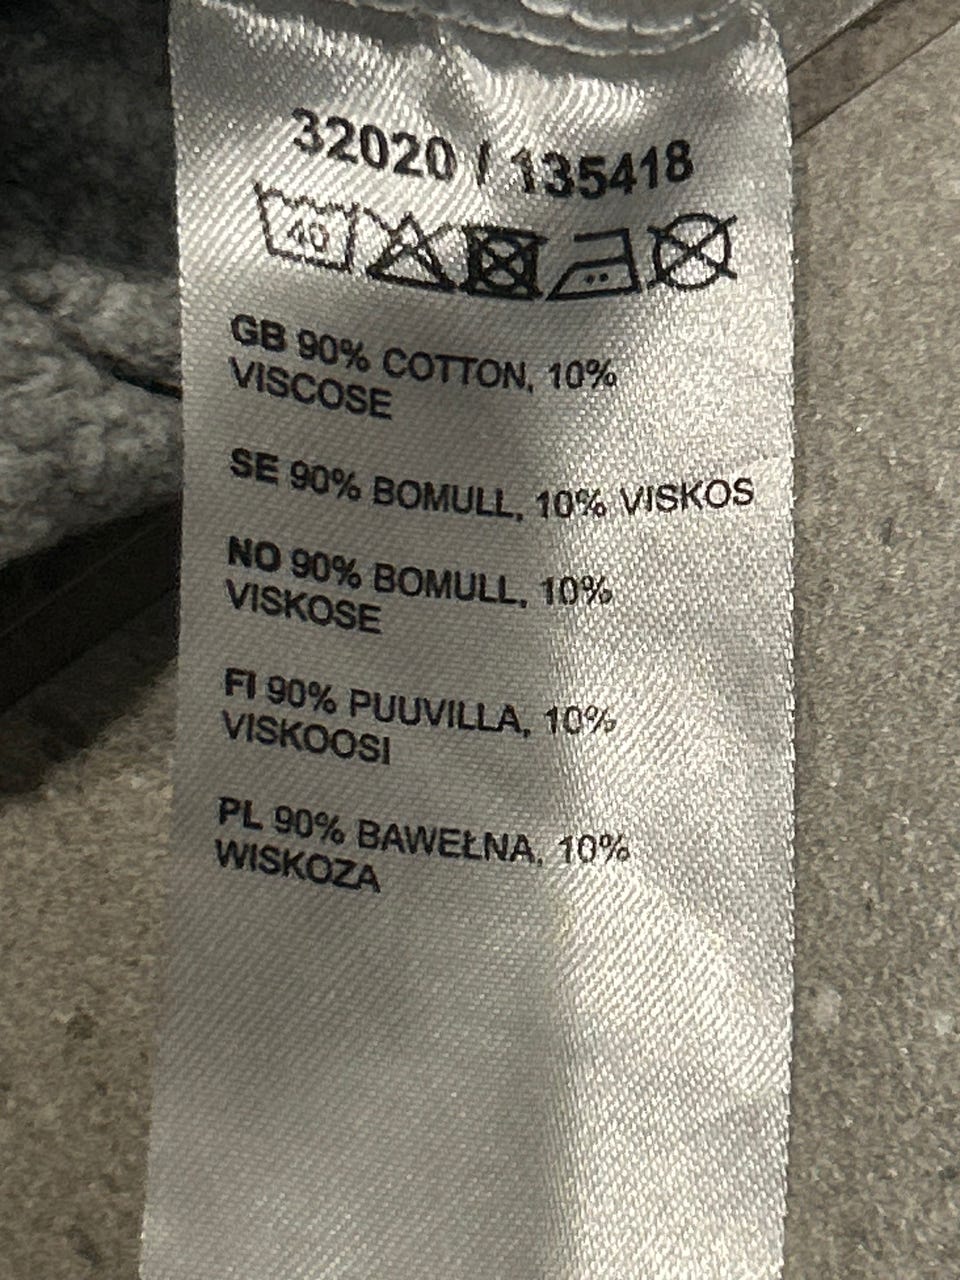 32020 / 135418
40
GB 90% COTTON, 10%
VISCOSE
SE 90% BOMULL, 10% VISKOS
NO 90% BOMULL, 10%
VISKOSE
FI 90% PUUVILLA, 10%
VISKOOSI
PL 90% BAWEŁNA, 10%
WISKOZA